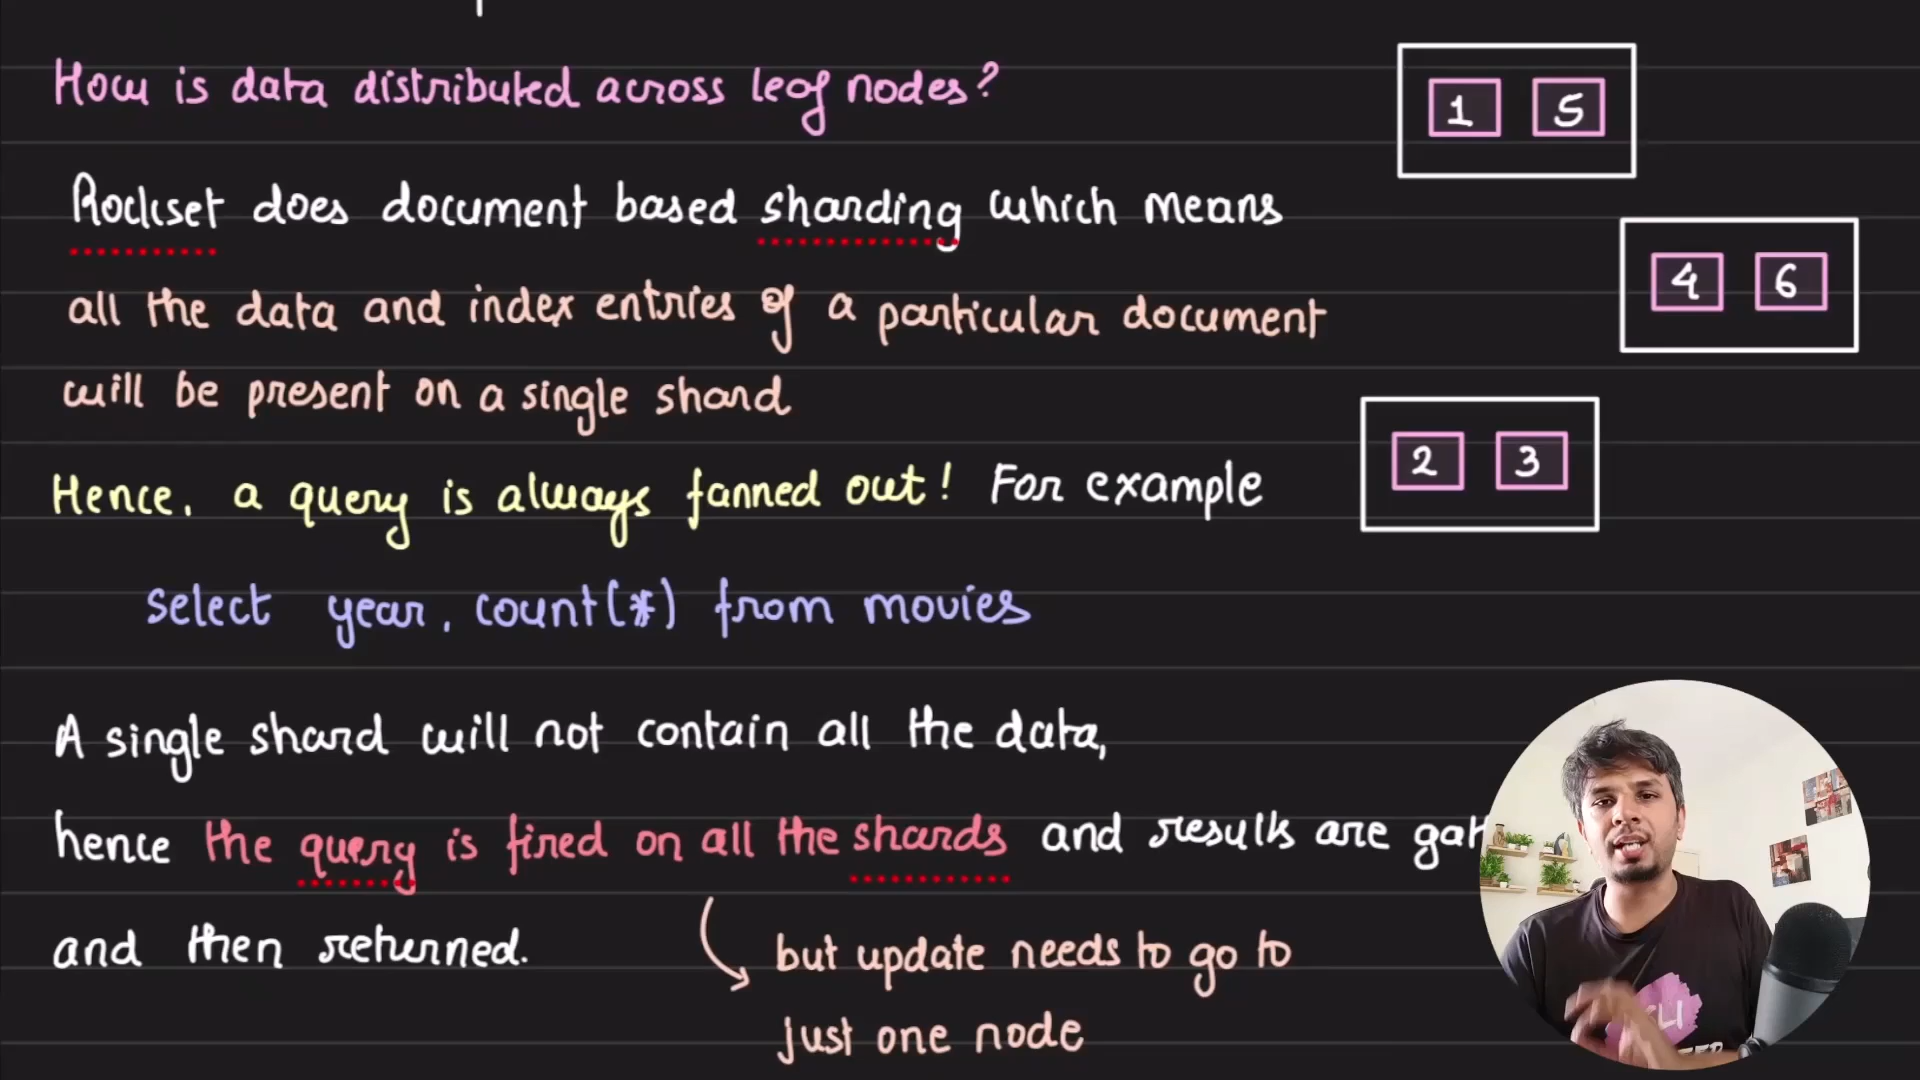 How is data distributed across leaf nodes?
1 5
Rockset does document based sharding which means
4 6
all the data and index entries of a particular document
will be present on a single shard
2 3
Hence, a query is always fanned out! For example
select year, count(*) from movies
A single shard will not contain all the data,
hence the query is fired on all the shards and results are gat
and then returned.
but update needs to go to
just one node